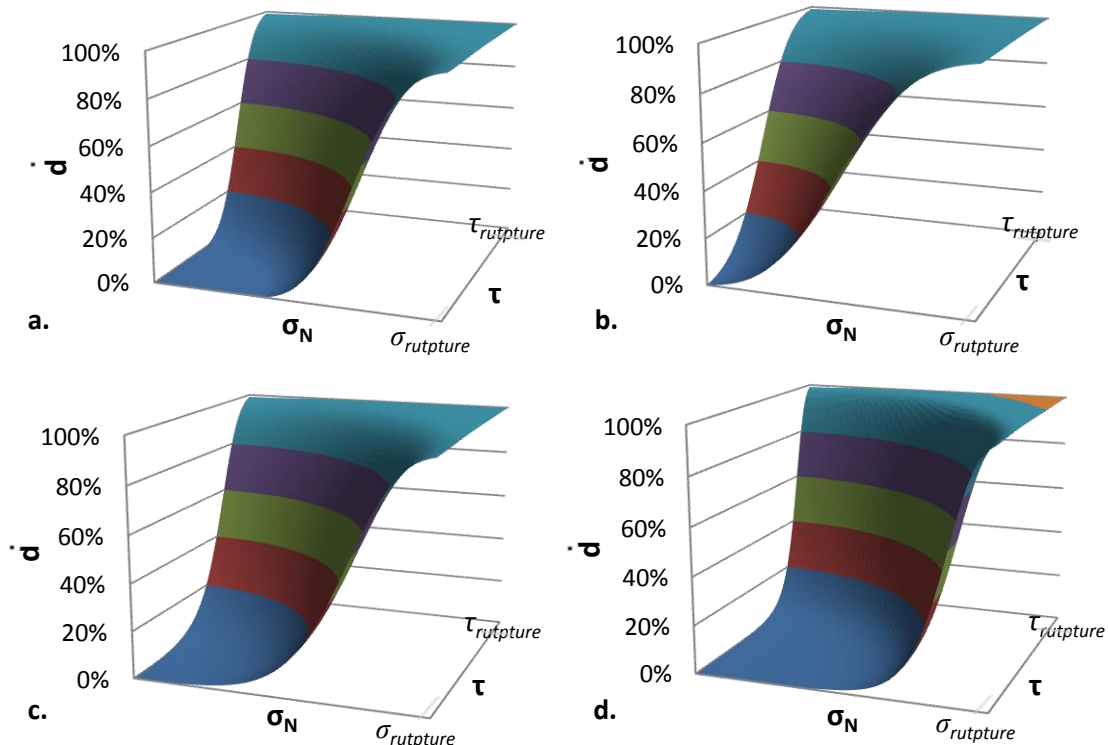 100%
80%
60%
40%
20%
0%
ḋ
τrutpture
τ
σN
σrutpture
a.
100%
80%
60%
40%
20%
0%
ḋ
τrutpture
τ
σN
σrutpture
b.
100%
80%
60%
40%
20%
0%
ḋ
τrutpture
τ
σN
σrutpture
c.
100%
80%
60%
40%
20%
0%
ḋ
τrutpture
τ
σN
σrutpture
d.